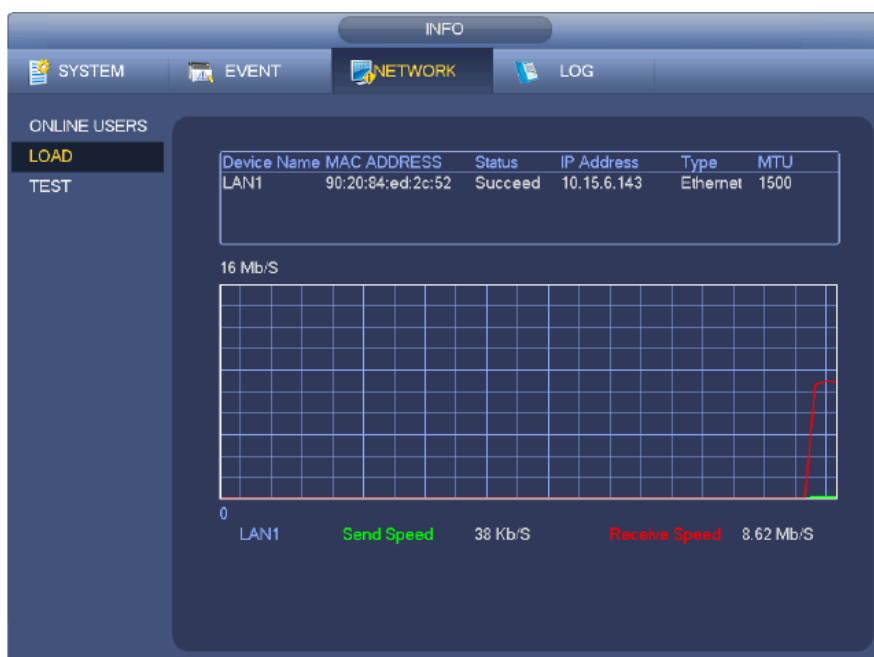 INFO
SYSTEM EVENT NETWORK LOG
ONLINE USERS
LOAD
TEST
Device Name MAC ADDRESS Status IP Address Type MTU
LAN1 90:20:84:ed:2c:52 Succeed 10.15.6.143 Ethernet 1500
16 Mb/S
0
LAN1 Send Speed 38 Kb/S Receive Speed 8.62 Mb/S